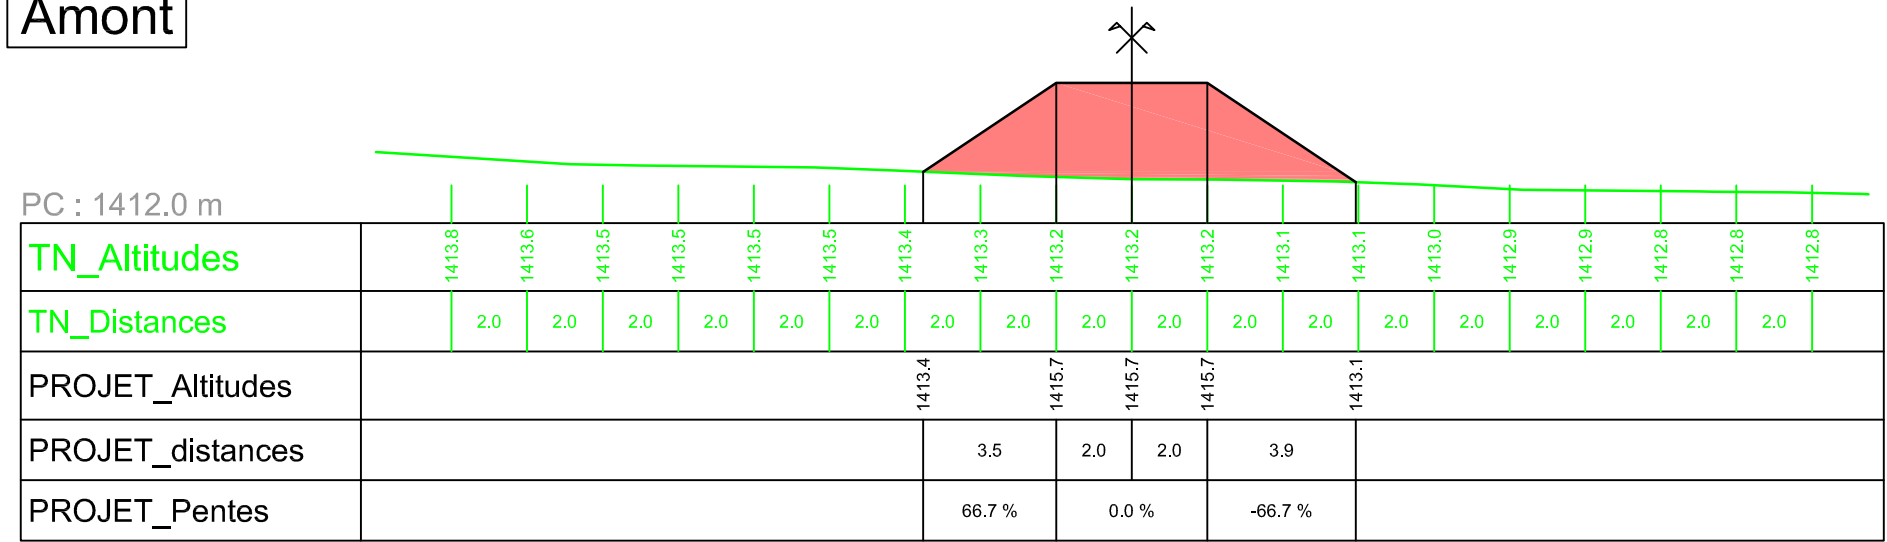 Amont
PC : 1412.0 m
TN_Altitudes 1413.8 1413.6 1413.5 1413.5 1413.5 1413.5 1413.4 1413.3 1413.2 1413.2 1413.2 1413.1 1413.1 1413.0 1412.9 1412.9 1412.8 1412.8 1412.8
TN_Distances 2.0 2.0 2.0 2.0 2.0 2.0 2.0 2.0 2.0 2.0 2.0 2.0 2.0 2.0 2.0 2.0 2.0 2.0
PROJET_Altitudes 1413.4 1415.7 1415.7 1415.7 1413.1
PROJET_distances 3.5 2.0 2.0 3.9
PROJET_Pentes 66.7 % 0.0 % -66.7 %